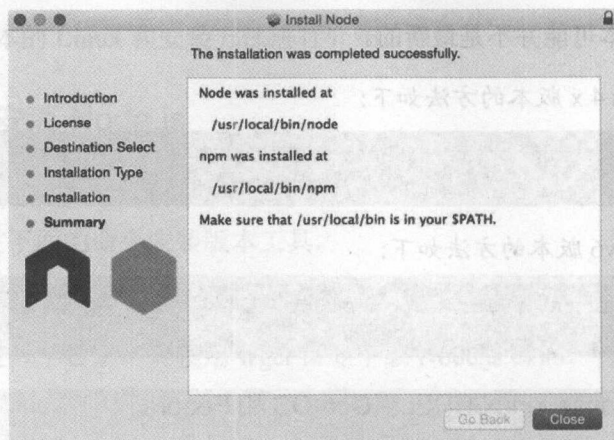 Install Node
The installation was completed successfully.
Introduction
License
Destination Select
Installation Type
Installation
Summary
Node was installed at
/usr/local/bin/node
npm was installed at
/usr/local/bin/npm
Make sure that /usr/local/bin is in your $PATH.
Go Back
Close